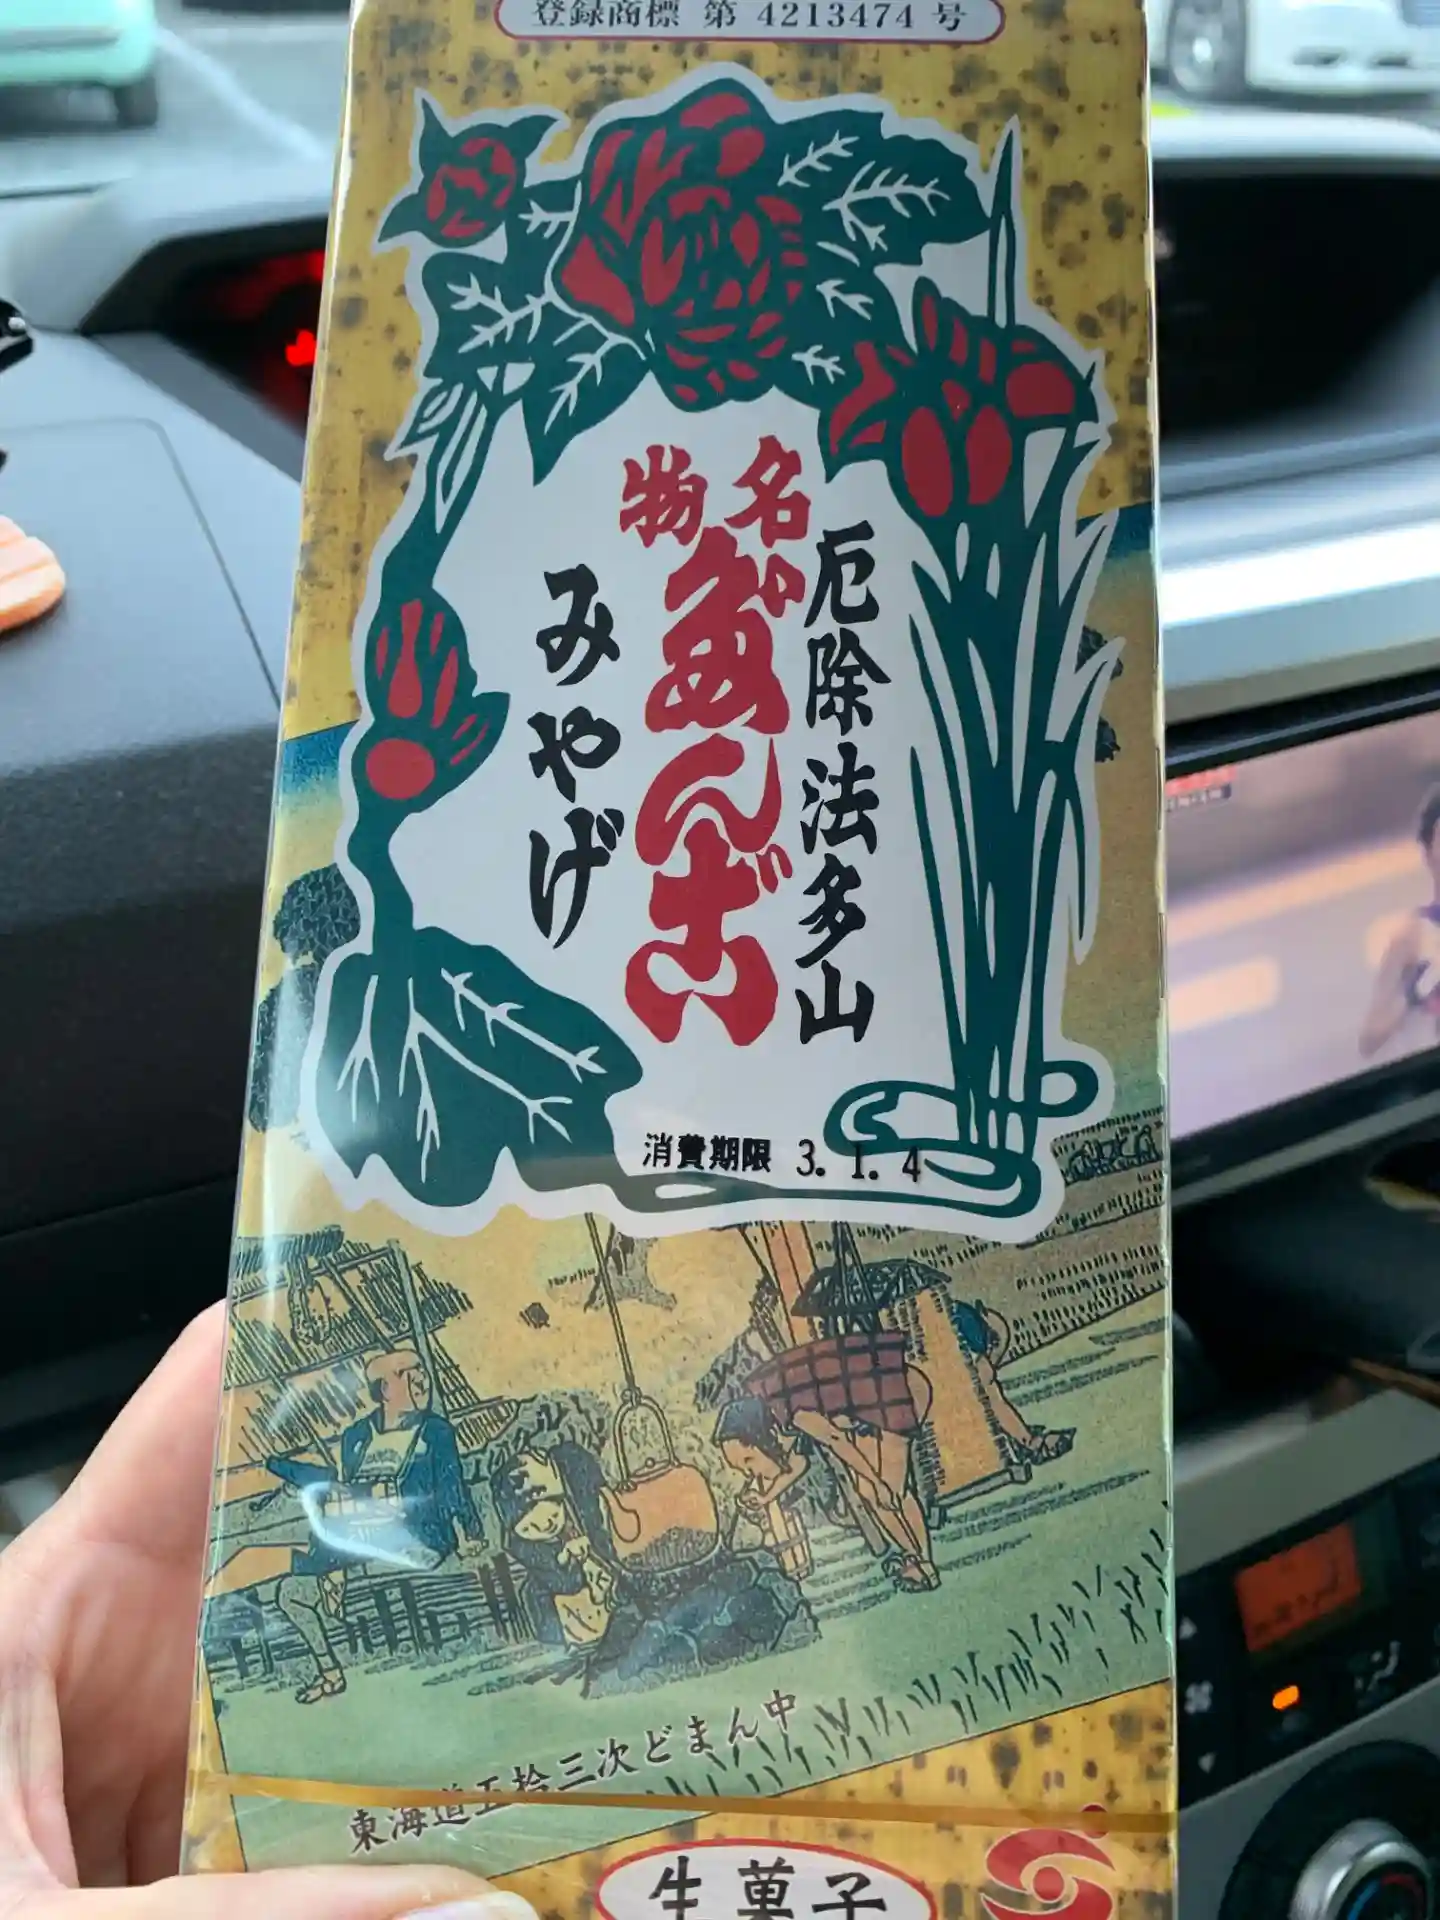 登録商標 第 4213474 号
厄除法多山
名物
だんご
みやげ
消費期限 3. 1. 4
東海道五拾三次どまん中
生菓子